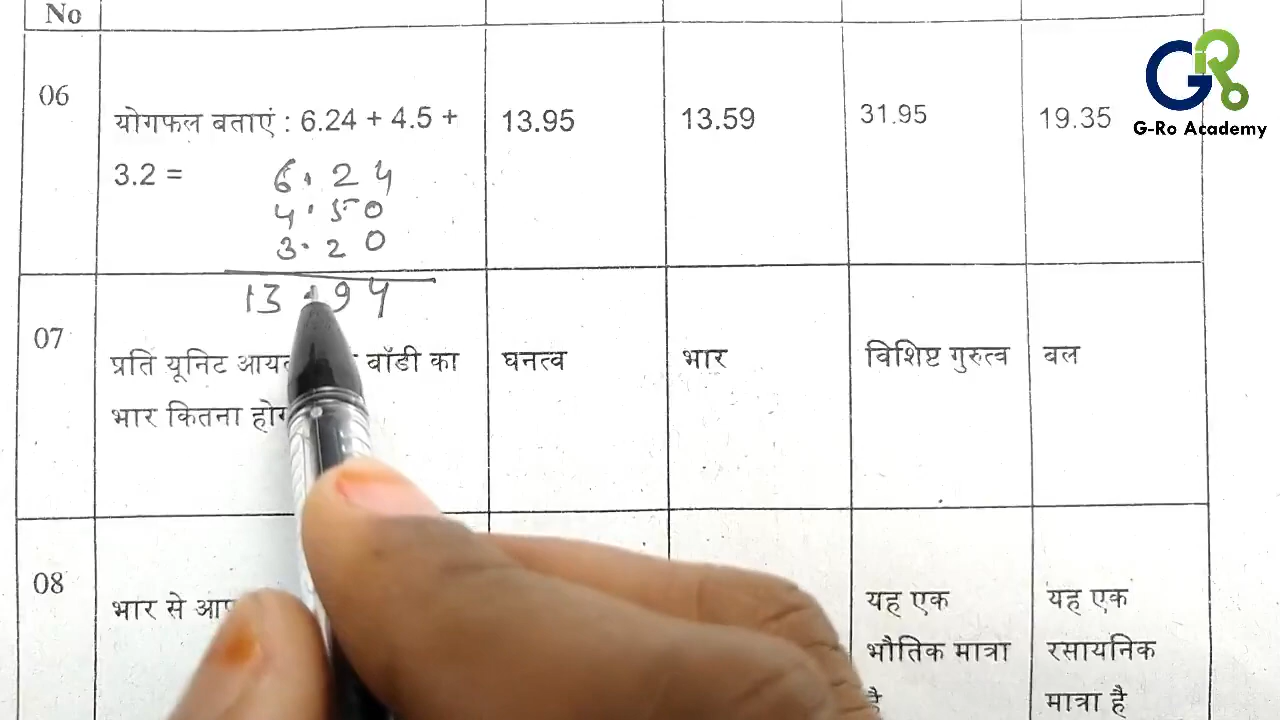 No
06
योगफल बताएं : 6.24 + 4.5 +
3.2 =
6.24
4.50
3.20
13.94
13.95
13.59
31.95
19.35
G-Ro Academy
07
प्रति यूनिट बॉडी का
भार कितना
घनत्व
भार
विशिष्ट गुरुत्व
बल
08
भार से
यह एक
भौतिक मात्रा
है
यह एक
रसायनिक
मात्रा है